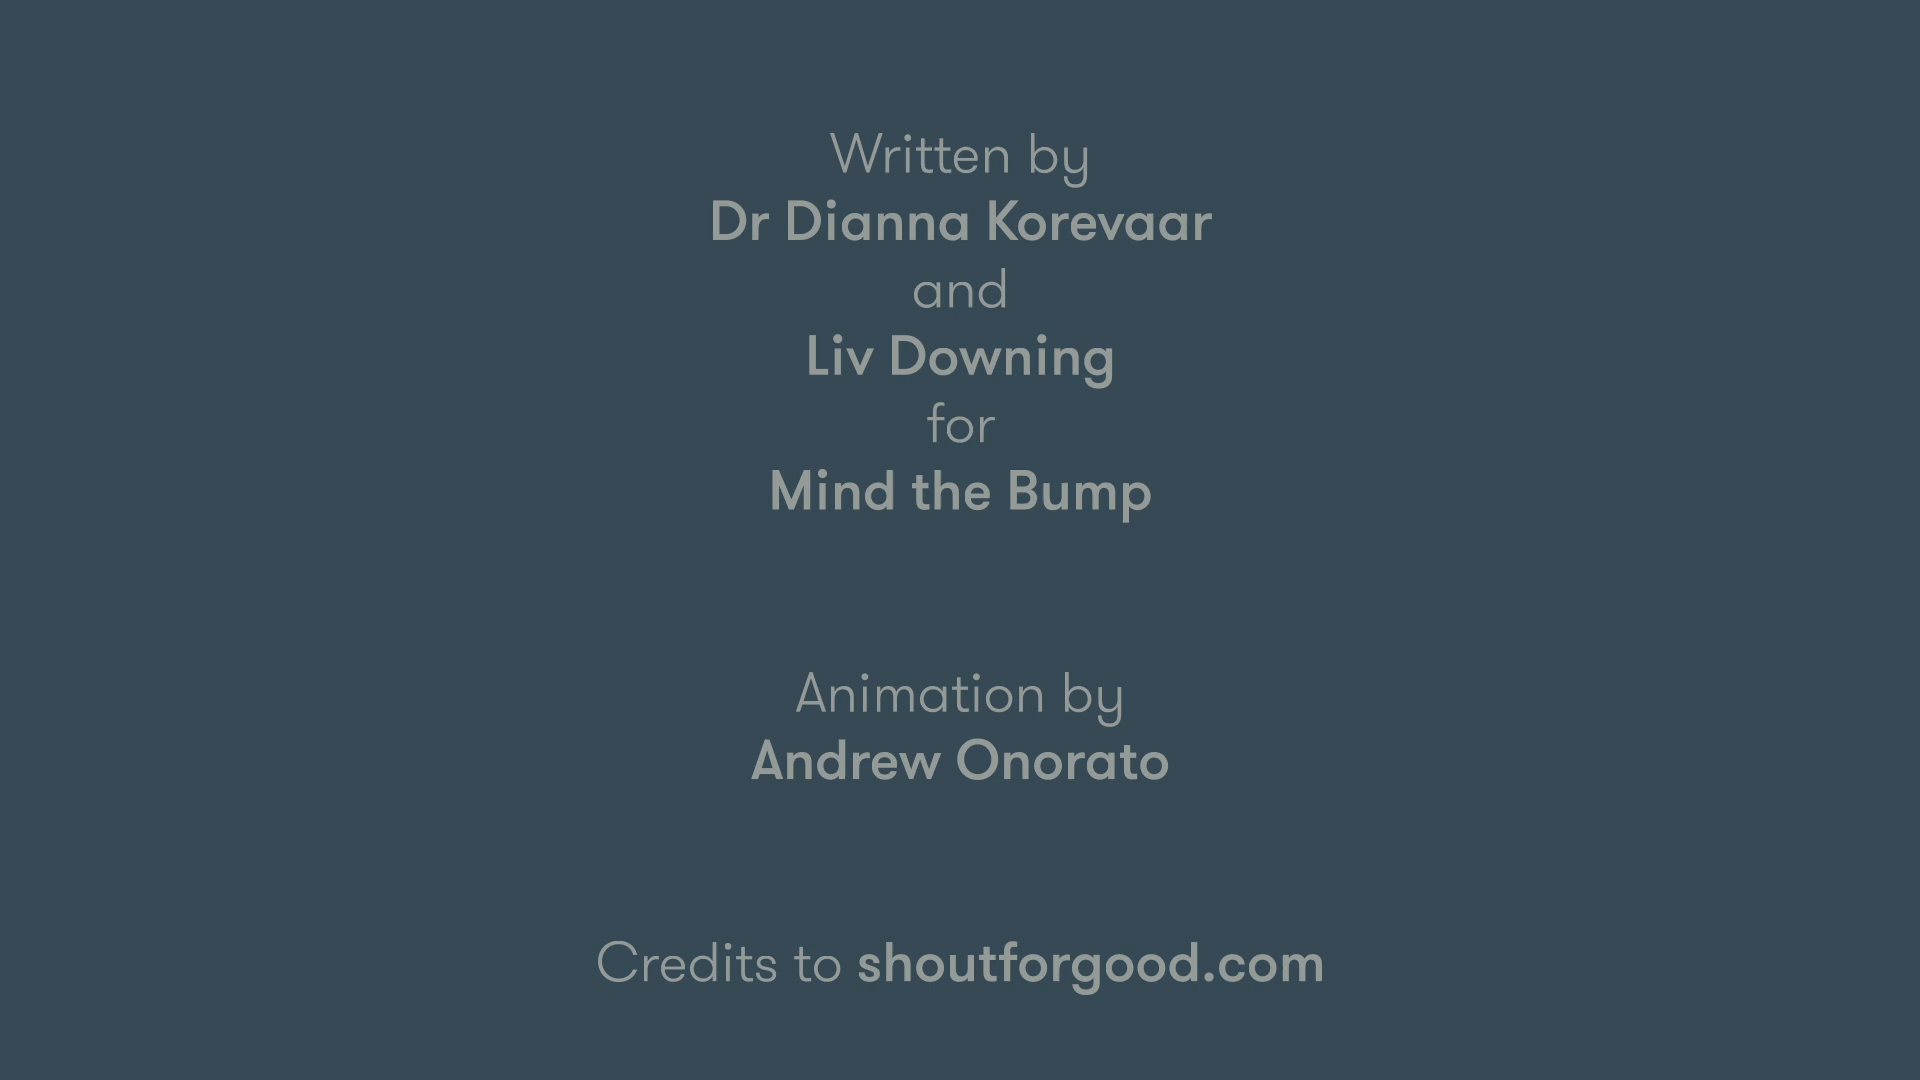 Written by
Dr Dianna Korevaar
and
Liv Downing
for
Mind the Bump
Animation by
Andrew Onorato
Credits to shoutforgood.com